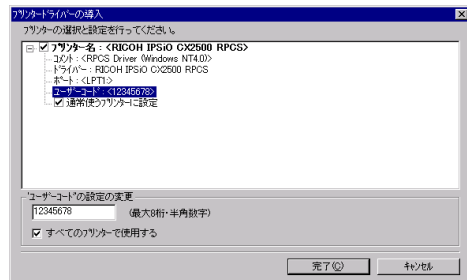 プリンタードライバーの導入
プリンターの選択と設定を行ってください。
プリンター名 : <RICOH IPSiO CX2500 RPCS>
コメント : <RPCS Driver (Windows NT4.0)>
ドライバー : RICOH IPSiO CX2500 RPCS
ポート : <LPT1:>
ユーザーコード : <12345678>
通常使うプリンターに設定
'ユーザーコード'の設定の変更
12345678 (最大8桁・半角数字)
すべてのプリンターで使用する
完了(C) キャンセル